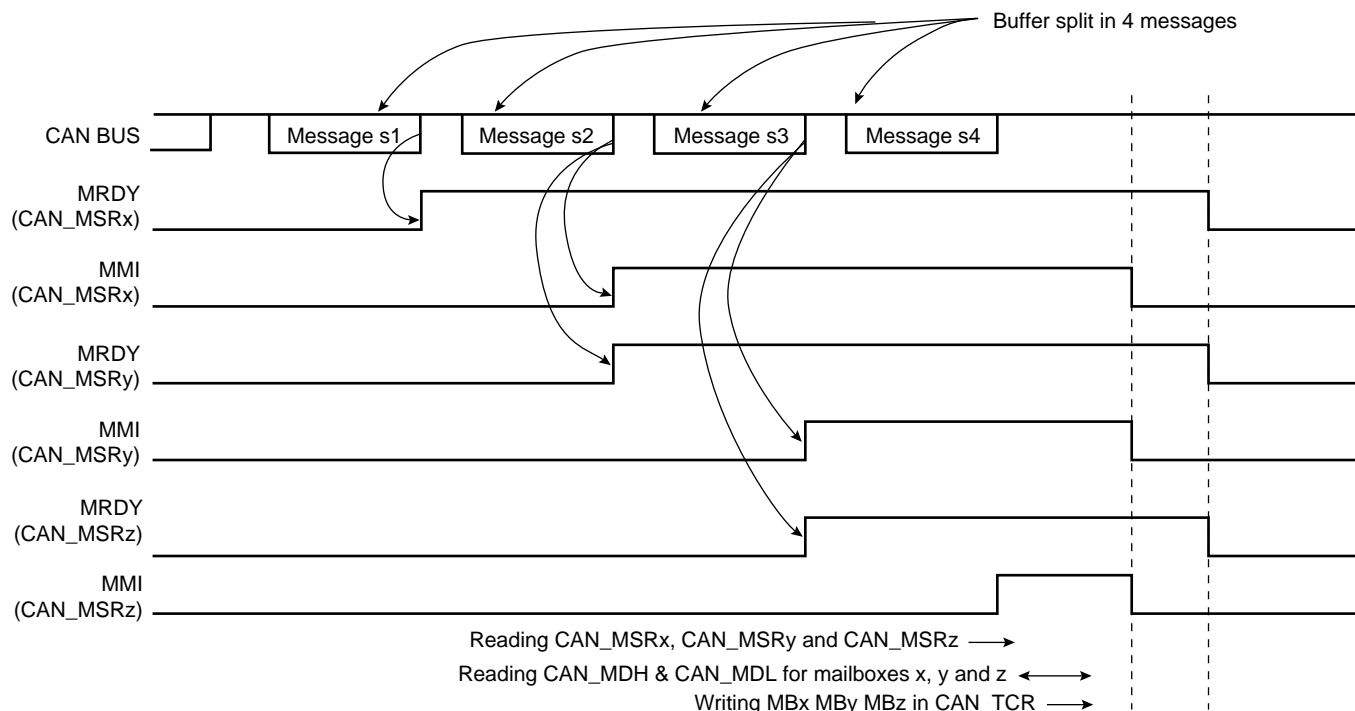 Buffer split in 4 messages
CAN BUS
Message s1
Message s2
Message s3
Message s4
MRDY
(CAN_MSRx)
MMI
(CAN_MSRx)
MRDY
(CAN_MSRy)
MMI
(CAN_MSRy)
MRDY
(CAN_MSRz)
MMI
(CAN_MSRz)
Reading CAN_MSRx, CAN_MSRy and CAN_MSRz
Reading CAN_MDH & CAN_MDL for mailboxes x, y and z
Writing MBx MBy MBz in CAN_TCR